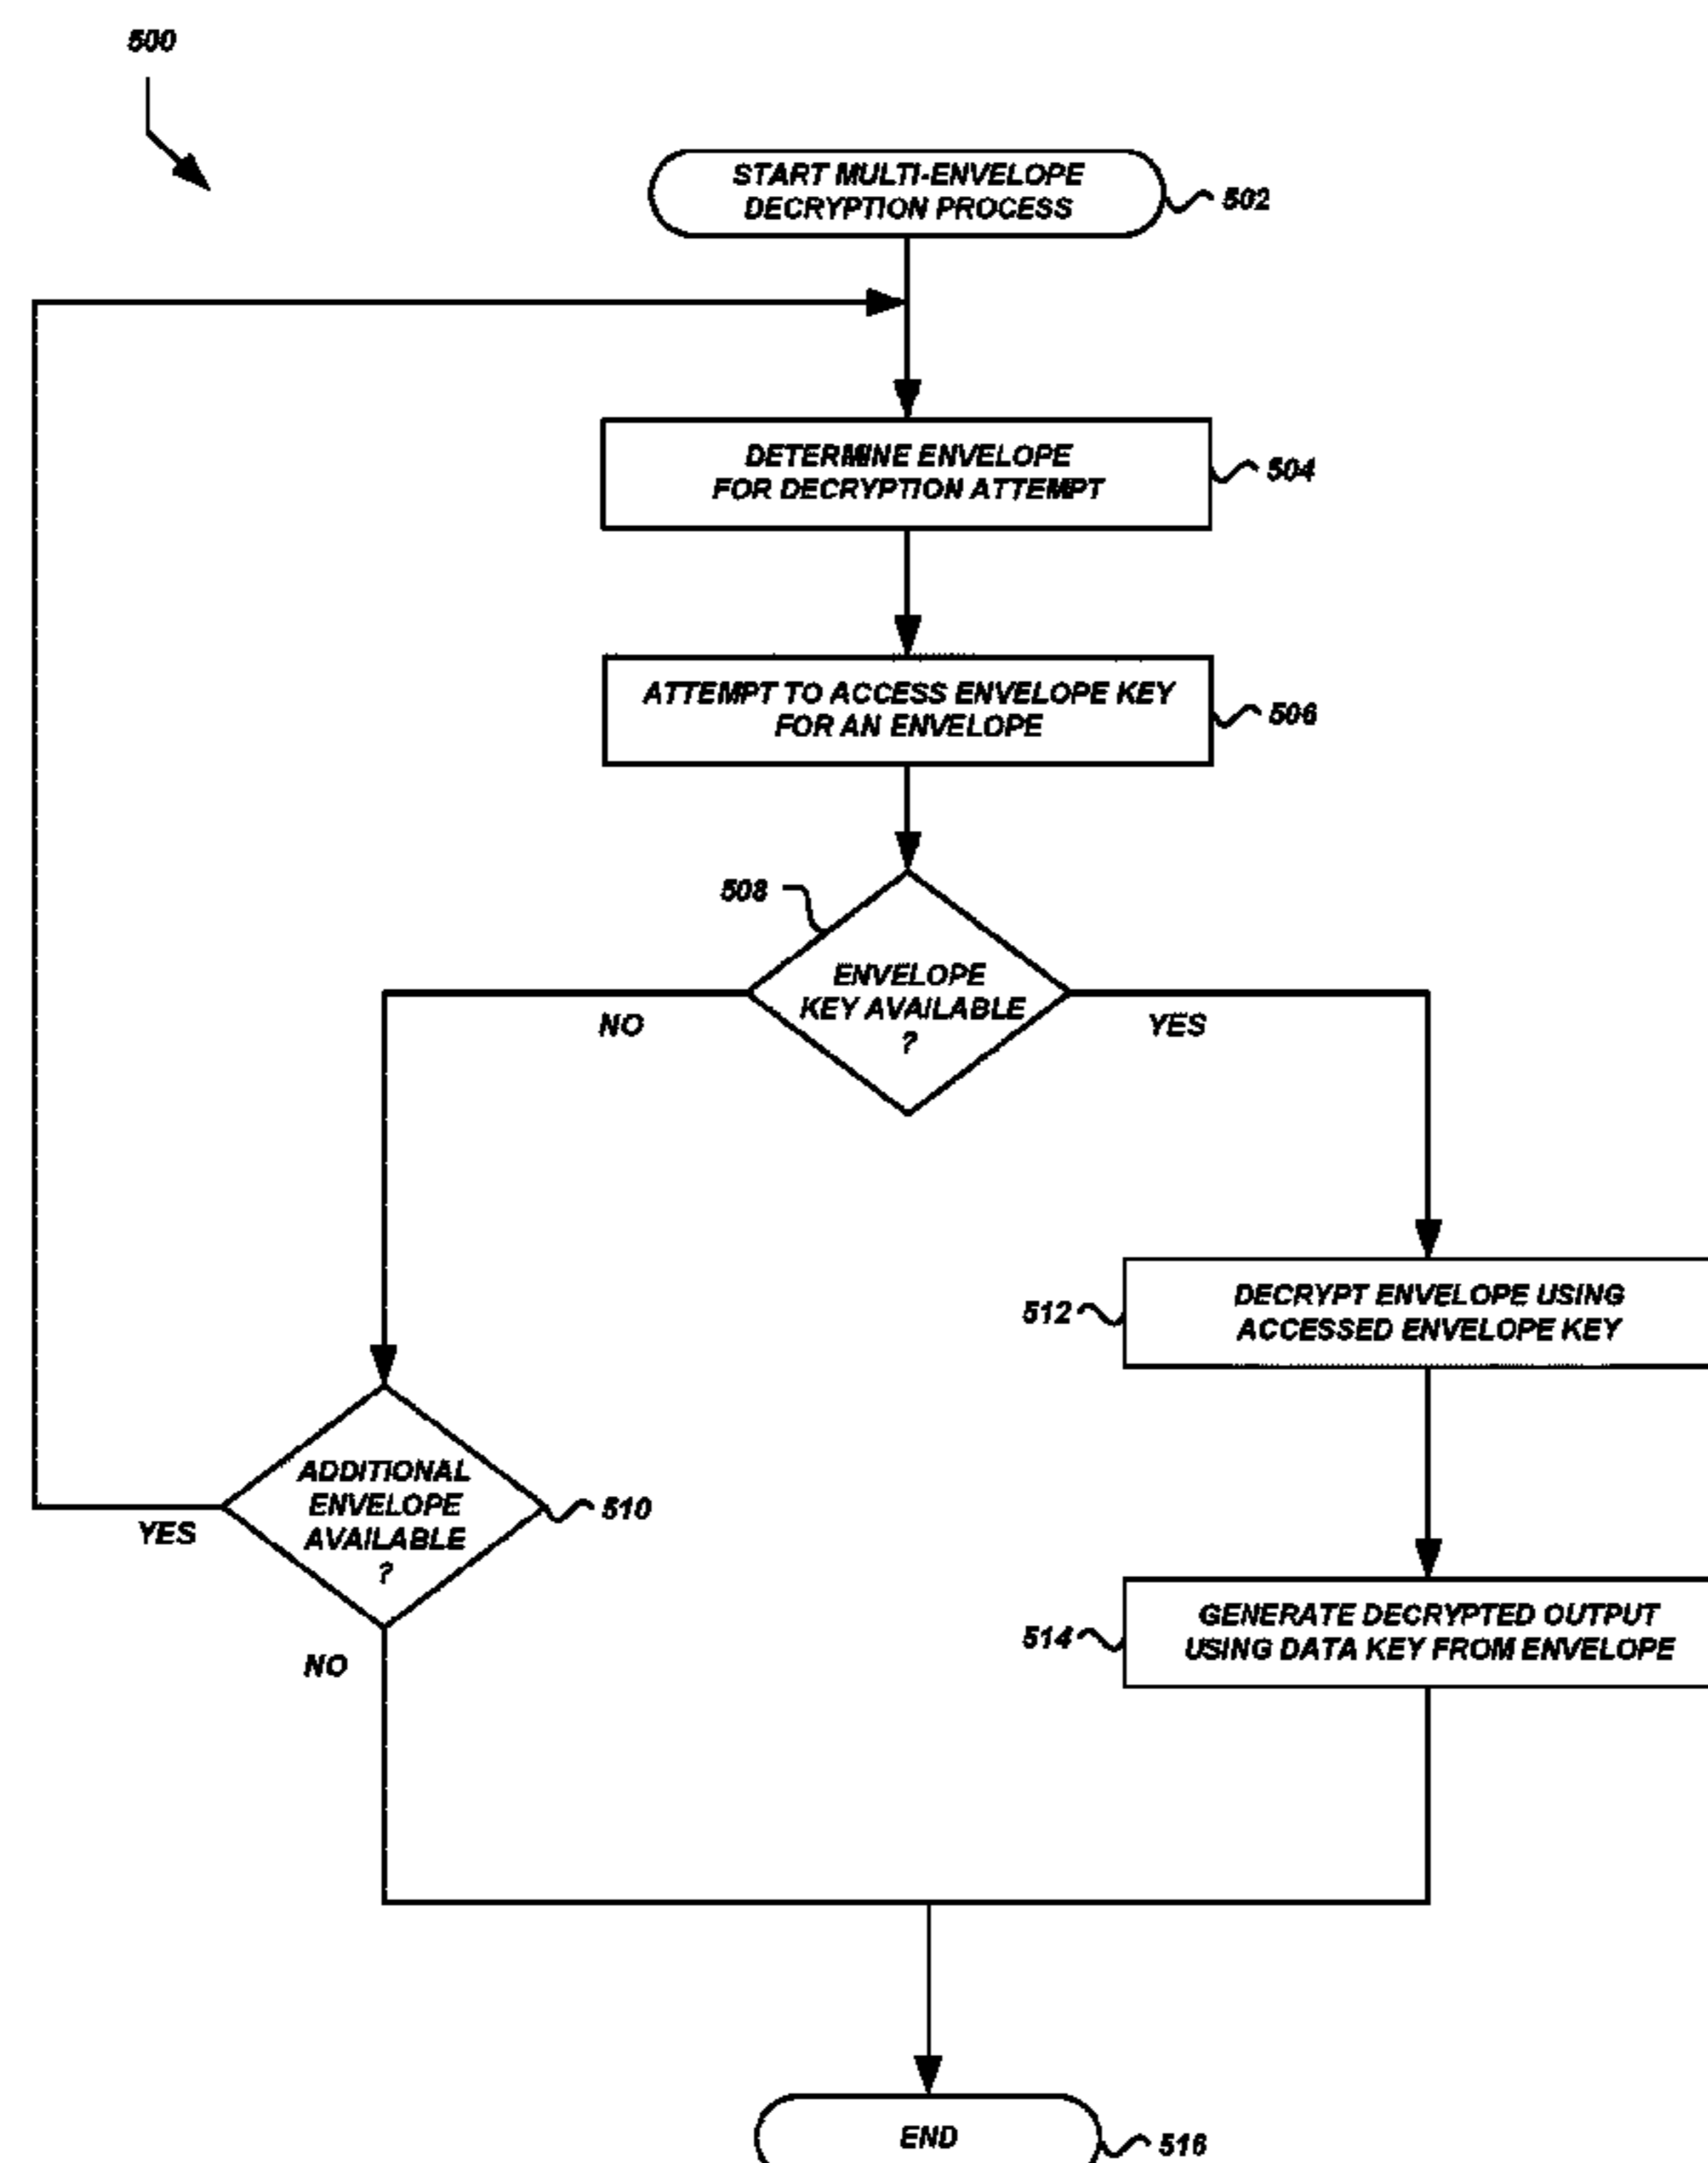 500
START MULTI-ENVELOPE
DECRYPTION PROCESS
502
DETERMINE ENVELOPE
FOR DECRYPTION ATTEMPT
504
ATTEMPT TO ACCESS ENVELOPE KEY
FOR AN ENVELOPE
506
508
ENVELOPE
KEY AVAILABLE
?
NO
YES
512
DECRYPT ENVELOPE USING
ACCESSED ENVELOPE KEY
ADDITIONAL
ENVELOPE
AVAILABLE
?
510
YES
NO
514
GENERATE DECRYPTED OUTPUT
USING DATA KEY FROM ENVELOPE
END
516